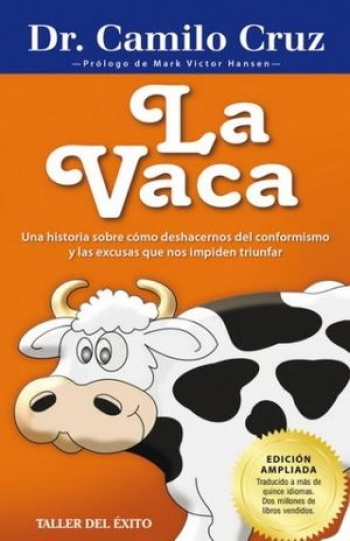 Dr. Camilo Cruz
—Prólogo de Mark Victor Hansen—
La
Vaca
Una historia sobre cómo deshacernos del conformismo
y las excusas que nos impiden triunfar
EDICIÓN
AMPLIADA
Traducido a más de
quince idiomas.
Dos millones de
libros vendidos.
TALLER DEL ÉXITO